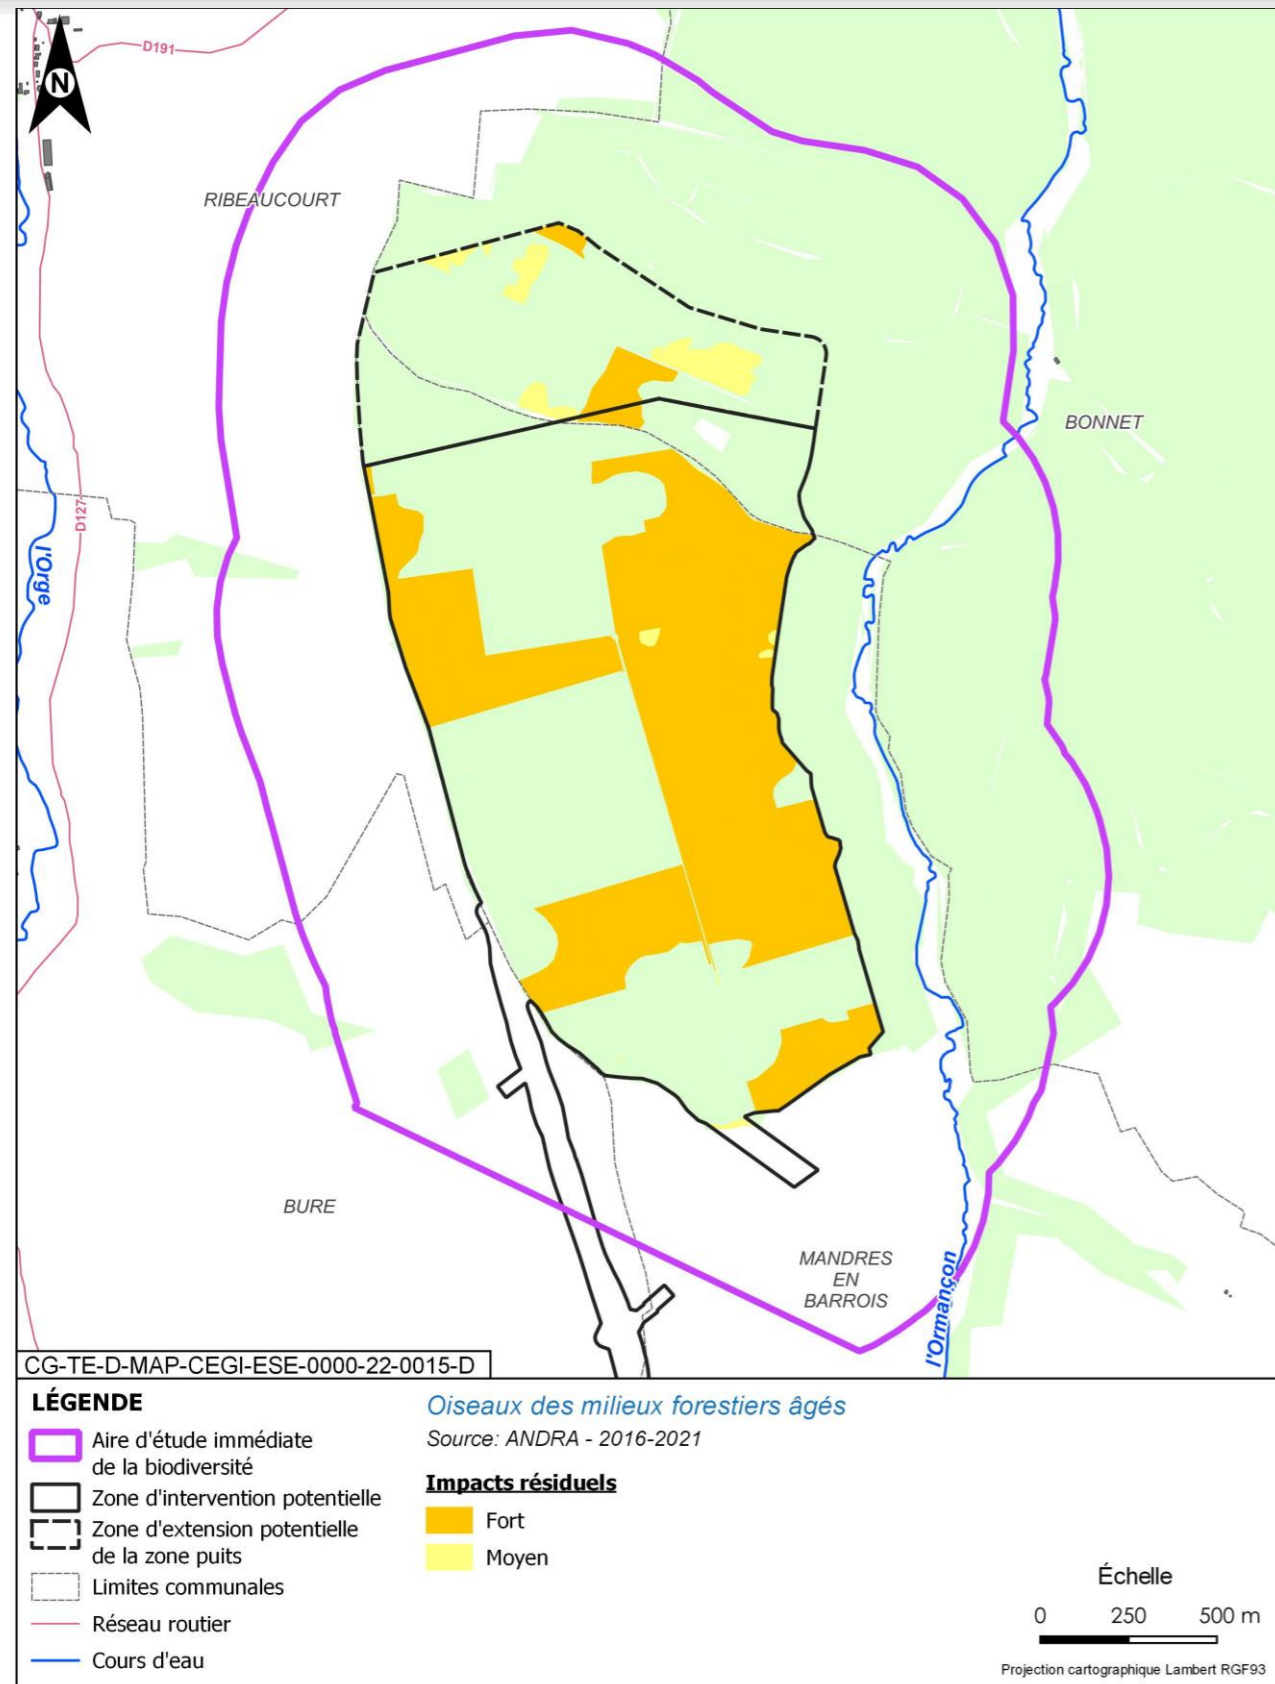 D191
N
RIBEAUCOURT
BONNET
D127
l'Orge
BURE
MANDRES
EN
BARROIS
l'Ormançon
CG-TE-D-MAP-CEGI-ESE-0000-22-0015-D
LÉGENDE
Aire d'étude immédiate
de la biodiversité
Zone d'intervention potentielle
Zone d'extension potentielle
de la zone puits
Limites communales
Réseau routier
Cours d'eau
Oiseaux des milieux forestiers âgés
Source: ANDRA - 2016-2021
Impacts résiduels
Fort
Moyen
Échelle
0 250 500 m
Projection cartographique Lambert RGF93